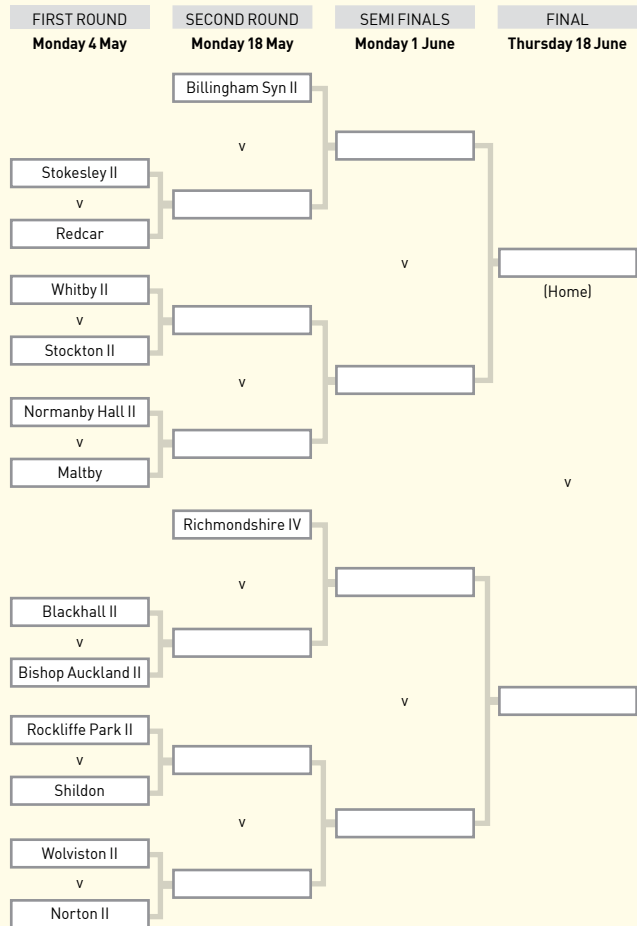 FIRST ROUND
Monday 4 May
SECOND ROUND
Monday 18 May
SEMI FINALS
Monday 1 June
FINAL
Thursday 18 June
Billingham Syn II
v
Stokesley II
v
Redcar
v
Whitby II
v
Stockton II
v
Normanby Hall II
v
Maltby
(Home)
v
Richmondshire IV
v
Blackhall II
v
Bishop Auckland II
v
Rockliffe Park II
v
Shildon
v
Wolviston II
v
Norton II